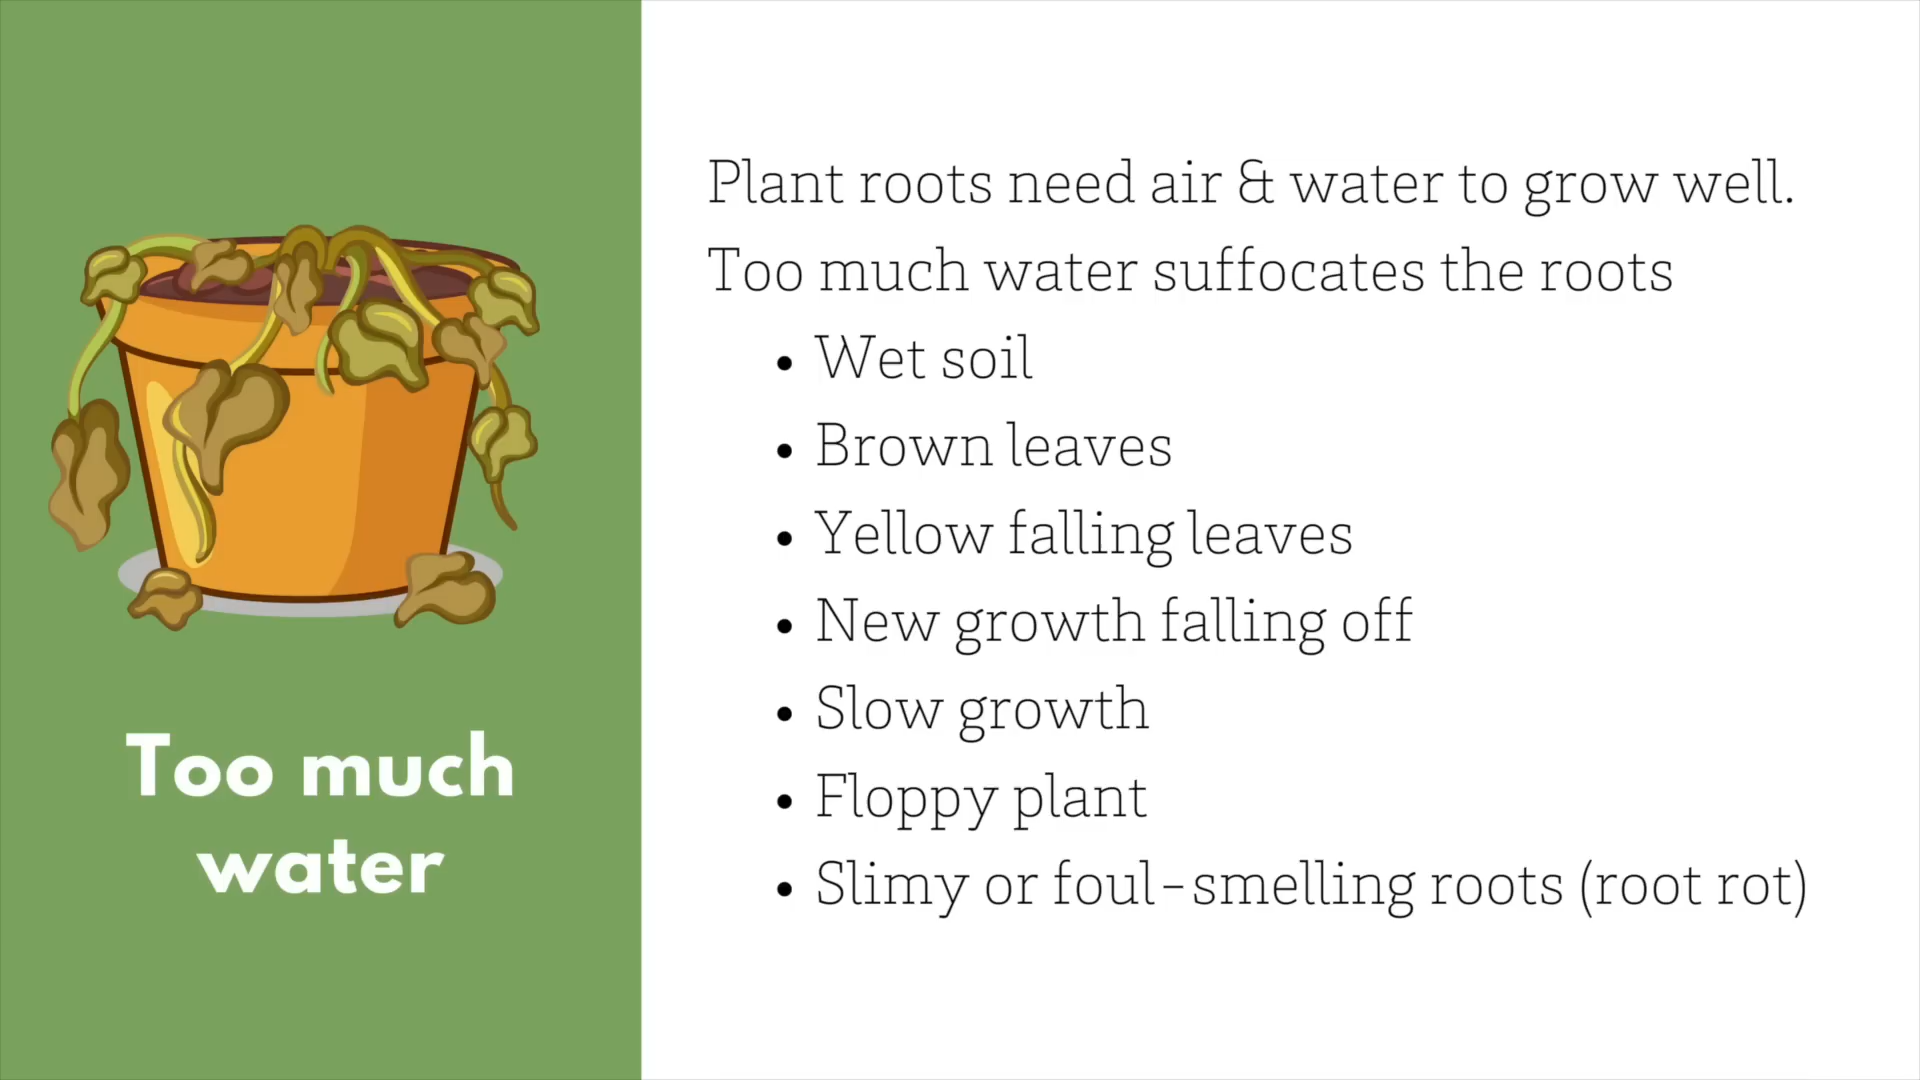 Too much
water
Plant roots need air & water to grow well.
Too much water suffocates the roots
• Wet soil
• Brown leaves
• Yellow falling leaves
• New growth falling off
• Slow growth
• Floppy plant
• Slimy or foul-smelling roots (root rot)